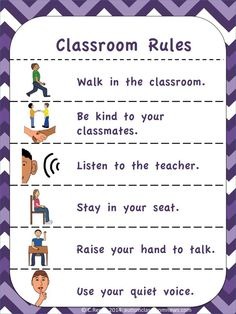 Classroom Rules
Walk in the classroom.
Be kind to your
classmates.
Listen to the teacher.
Stay in your seat.
Raise your hand to talk.
Use your quiet voice.
2014